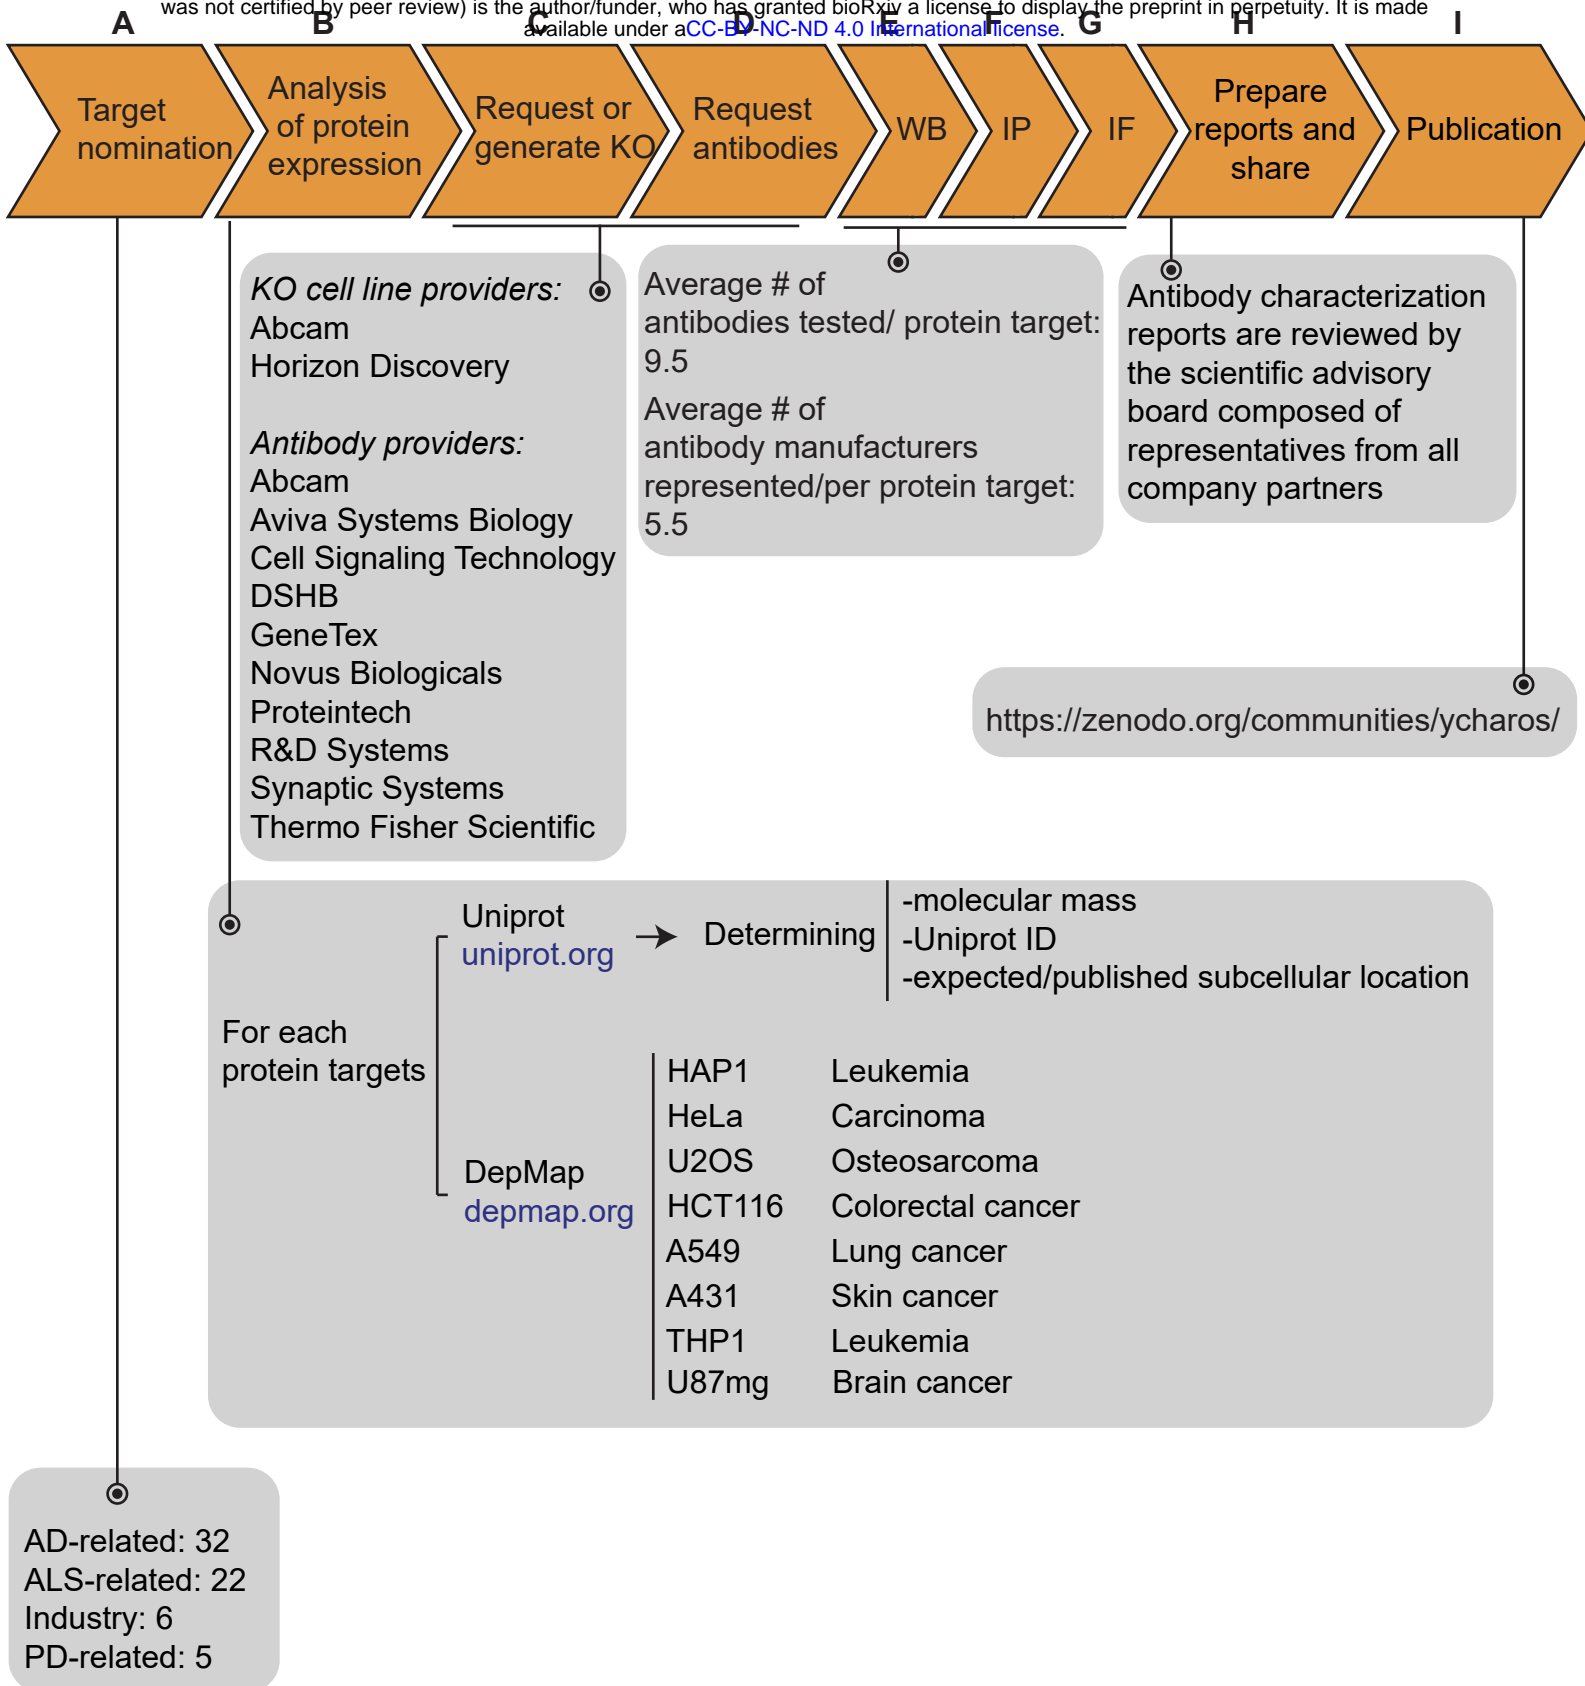 was not certified by peer review) is the author/funder, who has granted bioRxiv a license to display the preprint in perpetuity. It is made
available under aCC-BY-NC-ND 4.0 International license.
A B C D E F G H I
Target
nomination
Analysis
of protein
expression
Request or
generate KO
Request
antibodies
WB
IP
IF
Prepare
reports and
share
Publication
KO cell line providers:
Abcam
Horizon Discovery
Antibody providers:
Abcam
Aviva Systems Biology
Cell Signaling Technology
DSHB
GeneTex
Novus Biologicals
Proteintech
R&D Systems
Synaptic Systems
Thermo Fisher Scientific
Average # of
antibodies tested/ protein target:
9.5
Average # of
antibody manufacturers
represented/per protein target:
5.5
Antibody characterization
reports are reviewed by
the scientific advisory
board composed of
representatives from all
company partners
https://zenodo.org/communities/ycharos/
For each
protein targets
Uniprot
uniprot.org
Determining
-molecular mass
-Uniprot ID
-expected/published subcellular location
DepMap
depmap.org
HAP1 Leukemia
HeLa Carcinoma
U2OS Osteosarcoma
HCT116 Colorectal cancer
A549 Lung cancer
A431 Skin cancer
THP1 Leukemia
U87mg Brain cancer
AD-related: 32
ALS-related: 22
Industry: 6
PD-related: 5